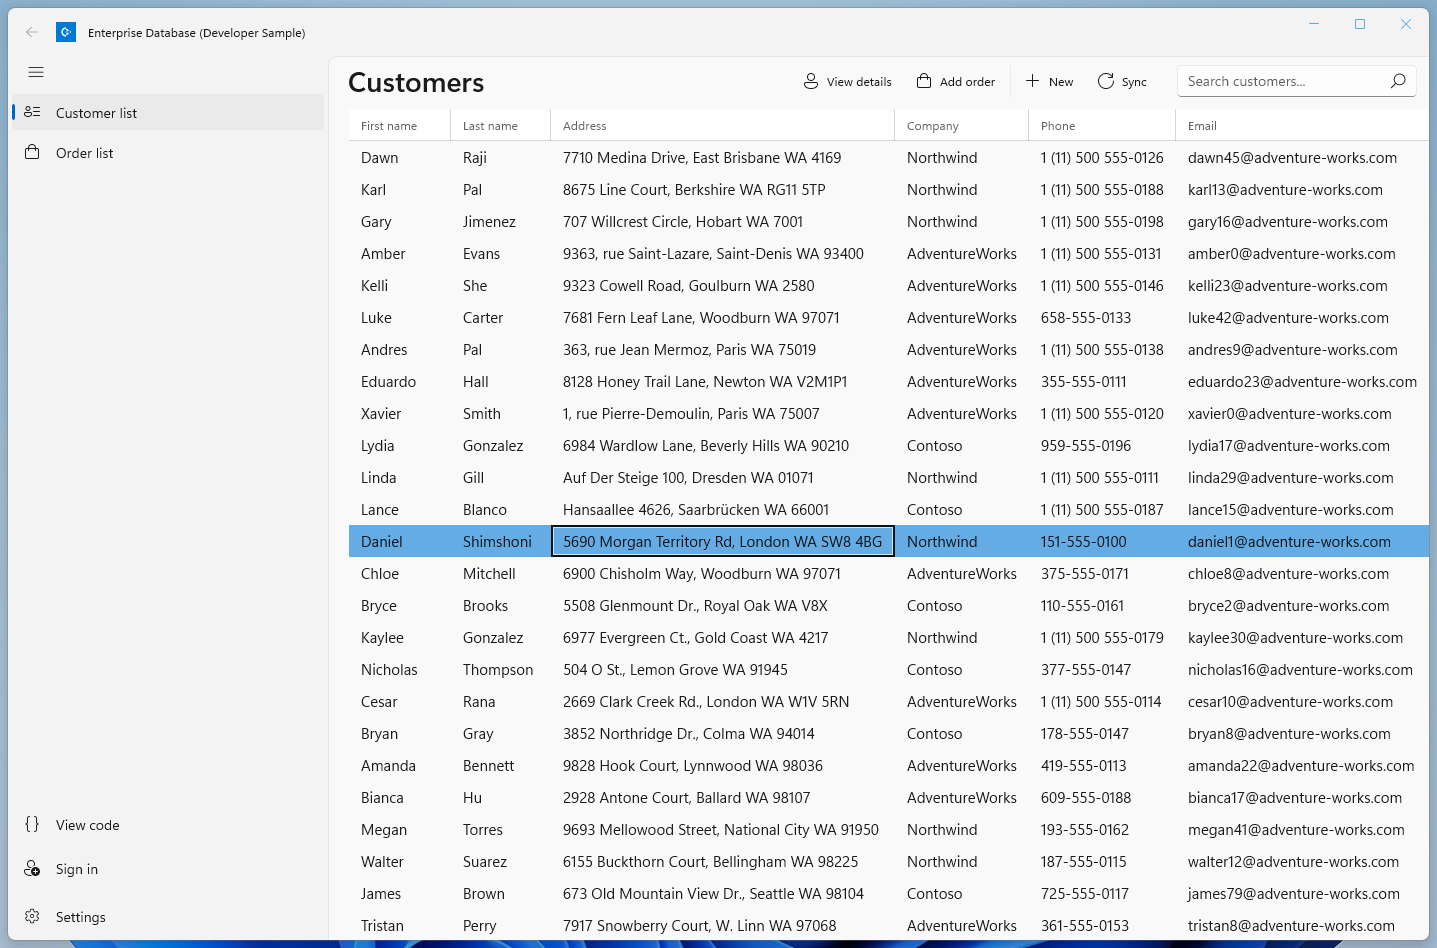 Enterprise Database (Developer Sample)
Customer list
Order list
View code
Sign in
Settings
Customers
View details Add order New Sync Search customers...
First name Last name Address Company Phone Email
Dawn Raji 7710 Medina Drive, East Brisbane WA 4169 Northwind 1 (11) 500 555-0126 dawn45@adventure-works.com
Karl Pal 8675 Line Court, Berkshire WA RG11 5TP Northwind 1 (11) 500 555-0188 karl13@adventure-works.com
Gary Jimenez 707 Willcrest Circle, Hobart WA 7001 Northwind 1 (11) 500 555-0198 gary16@adventure-works.com
Amber Evans 9363, rue Saint-Lazare, Saint-Denis WA 93400 AdventureWorks 1 (11) 500 555-0131 amber0@adventure-works.com
Kelli She 9323 Cowell Road, Goulburn WA 2580 AdventureWorks 1 (11) 500 555-0146 kelli23@adventure-works.com
Luke Carter 7681 Fern Leaf Lane, Woodburn WA 97071 AdventureWorks 658-555-0133 luke42@adventure-works.com
Andres Pal 363, rue Jean Mermoz, Paris WA 75019 AdventureWorks 1 (11) 500 555-0138 andres9@adventure-works.com
Eduardo Hall 8128 Honey Trail Lane, Newton WA V2M1P1 AdventureWorks 355-555-0111 eduardo23@adventure-works.com
Xavier Smith 1, rue Pierre-Demoulin, Paris WA 75007 AdventureWorks 1 (11) 500 555-0120 xavier0@adventure-works.com
Lydia Gonzalez 6984 Wardlow Lane, Beverly Hills WA 90210 Contoso 959-555-0196 lydia17@adventure-works.com
Linda Gill Auf Der Steige 100, Dresden WA 01071 Northwind 1 (11) 500 555-0111 linda29@adventure-works.com
Lance Blanco Hansaallee 4626, Saarbrücken WA 66001 Contoso 1 (11) 500 555-0187 lance15@adventure-works.com
Daniel Shimshoni 5690 Morgan Territory Rd, London WA SW8 4BG Northwind 151-555-0100 daniel1@adventure-works.com
Chloe Mitchell 6900 Chisholm Way, Woodburn WA 97071 AdventureWorks 375-555-0171 chloe8@adventure-works.com
Bryce Brooks 5508 Glenmount Dr., Royal Oak WA V8X Contoso 110-555-0161 bryce2@adventure-works.com
Kaylee Gonzalez 6977 Evergreen Ct., Gold Coast WA 4217 Northwind 1 (11) 500 555-0179 kaylee30@adventure-works.com
Nicholas Thompson 504 O St., Lemon Grove WA 91945 Contoso 377-555-0147 nicholas16@adventure-works.com
Cesar Rana 2669 Clark Creek Rd., London WA W1V 5RN AdventureWorks 1 (11) 500 555-0114 cesar10@adventure-works.com
Bryan Gray 3852 Northridge Dr., Colma WA 94014 Contoso 178-555-0147 bryan8@adventure-works.com
Amanda Bennett 9828 Hook Court, Lynnwood WA 98036 AdventureWorks 419-555-0113 amanda22@adventure-works.com
Bianca Hu 2928 Antone Court, Ballard WA 98107 AdventureWorks 609-555-0188 bianca17@adventure-works.com
Megan Torres 9693 Mellowood Street, National City WA 91950 Northwind 193-555-0162 megan41@adventure-works.com
Walter Suarez 6155 Buckthorn Court, Bellingham WA 98225 Northwind 187-555-0115 walter12@adventure-works.com
James Brown 673 Old Mountain View Dr., Seattle WA 98104 Contoso 725-555-0117 james79@adventure-works.com
Tristan Perry 7917 Snowberry Court, W. Linn WA 97068 AdventureWorks 361-555-0153 tristan8@adventure-works.com